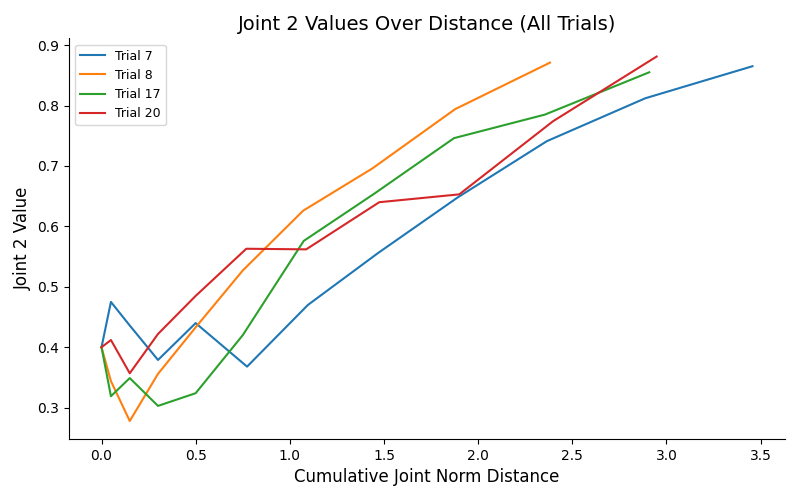 Joint 2 Values Over Distance (All Trials)
Trial 7
Trial 8
Trial 17
Trial 20
Joint 2 Value
0.9
0.8
0.7
0.6
0.5
0.4
0.3
0.0 0.5 1.0 1.5 2.0 2.5 3.0 3.5
Cumulative Joint Norm Distance